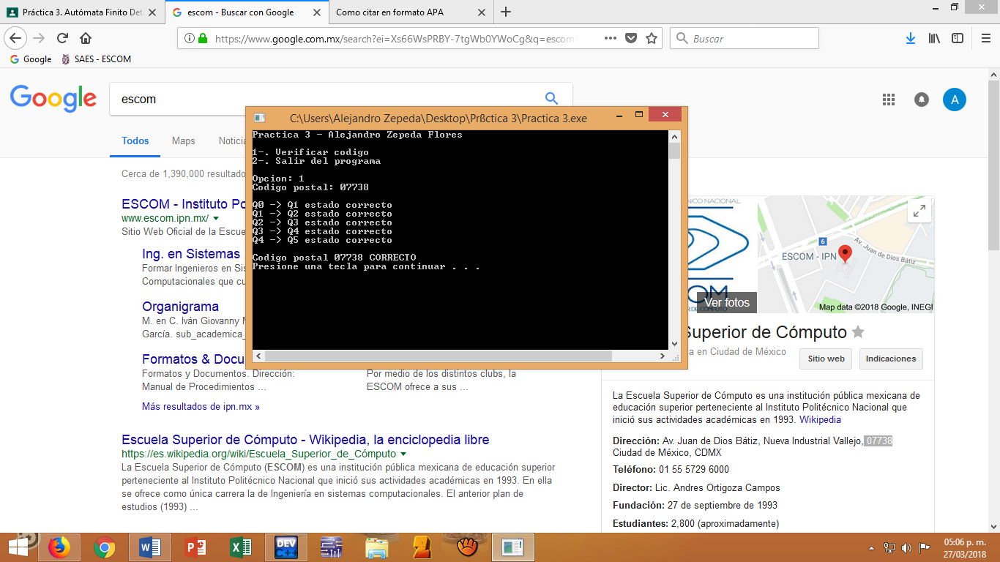 Práctica 3. Autómata Finito Det
escom - Buscar con Google
Como citar en formato APA
https://www.google.com.mx/search?ei=Xs66WsPRBY-7tgWb0YWoCg&q=escom
Buscar
Google
SAES - ESCOM
Google
escom
A
Todos
Maps
Noticia
Cerca de 1,390,000 resultado
C:\Users\Alejandro Zepeda\Desktop\Prßctica 3\Practica 3.exe
Practica 3 - Alejandro Zepeda Flores
1-. Verificar codigo
2-. Salir del programa
Opcion: 1
Codigo postal: 07738
Q0 -> Q1 estado correcto
Q1 -> Q2 estado correcto
Q2 -> Q3 estado correcto
Q3 -> Q4 estado correcto
Q4 -> Q5 estado correcto
Codigo postal 07738 CORRECTO
Presione una tecla para continuar . . .
ESCOM - Instituto Po
www.escom.ipn.mx/
Sitio Web Oficial de la Escue
Ing. en Sistemas
Formar Ingenieros en Sis
Computacionales que cu
Organigrama
M. en C. Iván Giovanny M
García. sub_academica_
Formatos & Docu
Formatos y Documentos. Dirección:
Manual de Procedimientos ...
Por medio de los distintos clubs, la
ESCOM ofrece a sus ...
Más resultados de ipn.mx »
Escuela Superior de Cómputo - Wikipedia, la enciclopedia libre
https://es.wikipedia.org/wiki/Escuela_Superior_de_Cómputo
La Escuela Superior de Cómputo (ESCOM) es una institución pública mexicana de educación superior
perteneciente al Instituto Politécnico Nacional que inició sus actividades académicas en 1993. En ella
se ofrece como única carrera la de Ingeniería en sistemas computacionales. El anterior plan de
estudios (1993) ...
ICO NACIONAL
OM
R DE CÓMPUTO
Ver fotos
6
Av. Juan de Dios Bátiz
ESCOM - IPN
Map data ©2018 Google, INEGI
Superior de Cómputo
a en Ciudad de México
Sitio web
Indicaciones
La Escuela Superior de Cómputo es una institución pública mexicana de
educación superior perteneciente al Instituto Politécnico Nacional que
inició sus actividades académicas en 1993. Wikipedia
Dirección: Av. Juan de Dios Bátiz, Nueva Industrial Vallejo, 07738
Ciudad de México, CDMX
Teléfono: 01 55 5729 6000
Director: Lic. Andres Ortigoza Campos
Fundación: 27 de septiembre de 1993
Estudiantes: 2,800 (aproximadamente)
DEV
C++
05:06 p. m.
27/03/2018